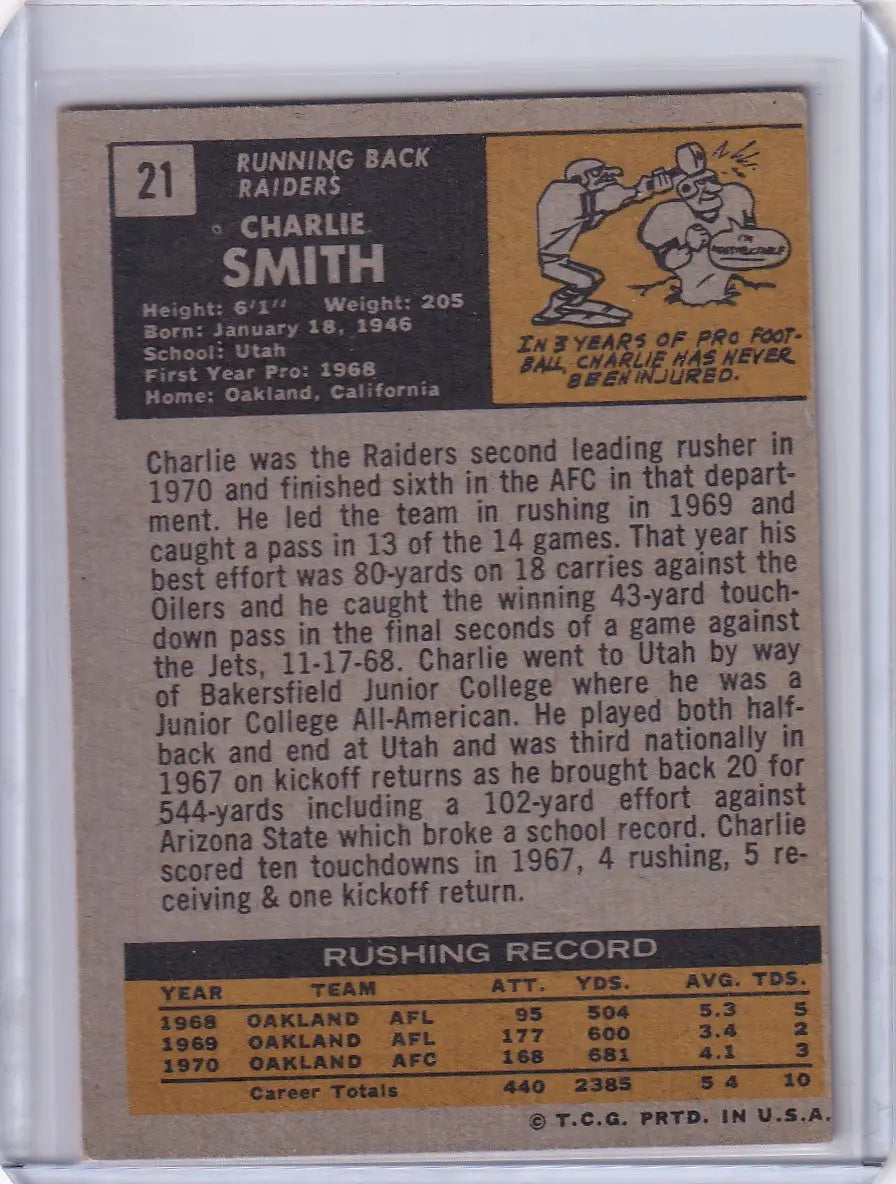 21
RUNNING BACK
RAIDERS
CHARLIE
SMITH
Height: 6'1" Weight: 205
Born: January 18, 1946
School: Utah
First Year Pro: 1968
Home: Oakland, California
I'M
INDESTRUCTABLE
IN 3 YEARS OF PRO FOOT-
BALL, CHARLIE HAS NEVER
BEEN INJURED.
Charlie was the Raiders second leading rusher in
1970 and finished sixth in the AFC in that depart-
ment. He led the team in rushing in 1969 and
caught a pass in 13 of the 14 games. That year his
best effort was 80-yards on 18 carries against the
Oilers and he caught the winning 43-yard touch-
down pass in the final seconds of a game against
the Jets, 11-17-68. Charlie went to Utah by way
of Bakersfield Junior College where he was a
Junior College All-American. He played both half-
back and end at Utah and was third nationally in
1967 on kickoff returns as he brought back 20 for
544-yards including a 102-yard effort against
Arizona State which broke a school record. Charlie
scored ten touchdowns in 1967, 4 rushing, 5 re-
ceiving & one kickoff return.
RUSHING RECORD
YEAR TEAM ATT. YDS. AVG. TDS.
1968 OAKLAND AFL 95 504 5.3 5
1969 OAKLAND AFL 177 600 3.4 2
1970 OAKLAND AFC 168 681 4.1 3
Career Totals 440 2385 5 4 10
© T.C.G. PRTD. IN U.S.A.